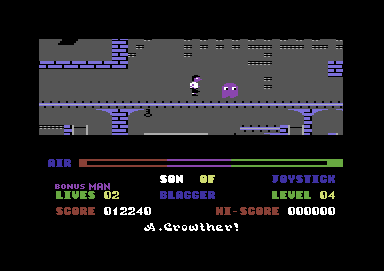 AIR
SON OF JOYSTICK
BONUS MAN
LIVES 02 BLAGGER LEVEL 04
SCORE 012240 HI-SCORE 000000
A.Crowther!